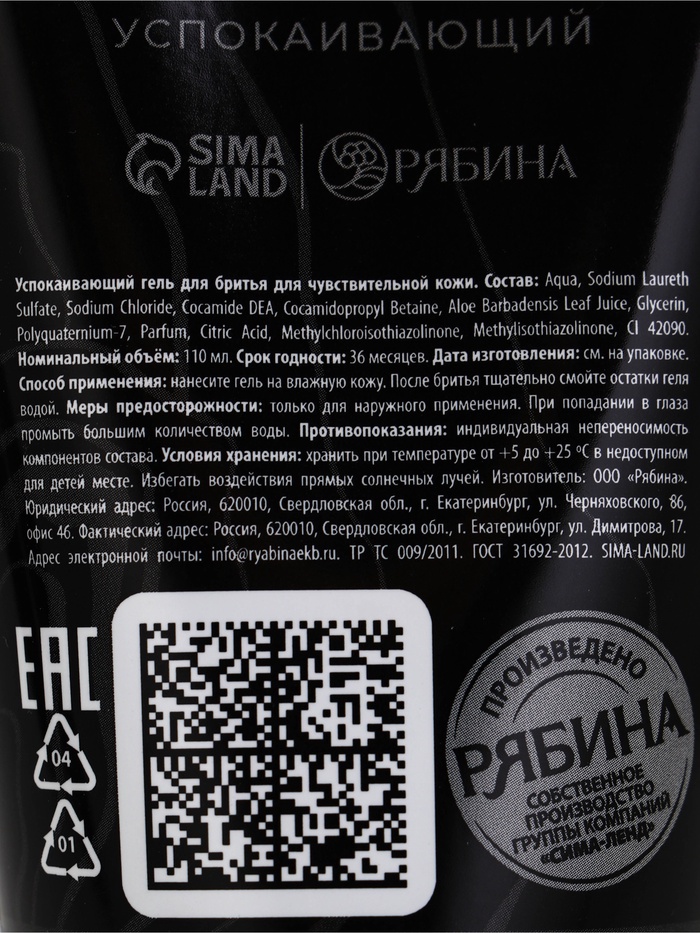 УСПОКАИВАЮЩИЙ
SIMA
LAND
РЯБИНА
Успокаивающий гель для бритья для чувствительной кожи. Состав: Aqua, Sodium Laureth
Sulfate, Sodium Chloride, Cocamide DEA, Cocamidopropyl Betaine, Aloe Barbadensis Leaf Juice, Glycerin,
Polyquaternium-7, Parfum, Citric Acid, Methylchloroisothiazolinone, Methylisothiazolinone, CI 42090.
Номинальный объём: 110 мл. Срок годности: 36 месяцев. Дата изготовления: см. на упаковке.
Способ применения: нанесите гель на влажную кожу. После бритья тщательно смойте остатки геля
водой. Меры предосторожности: только для наружного применения. При попадании в глаза
промыть большим количеством воды. Противопоказания: индивидуальная непереносимость
компонентов состава. Условия хранения: хранить при температуре от +5 до +25 °С в недоступном
для детей месте. Избегать воздействия прямых солнечных лучей. Изготовитель: ООО «Рябина».
Юридический адрес: Россия, 620010, Свердловская обл., г. Екатеринбург, ул. Черняховского, 86,
офис 46. Фактический адрес: Россия, 620010, Свердловская обл., г. Екатеринбург, ул. Димитрова, 17.
Адрес электронной почты: info@ryabinaekb.ru. ТР ТС 009/2011. ГОСТ 31692-2012. SIMA-LAND.RU
EAC
04
01
ПРОИЗВЕДЕНО
РЯБИНА
СОБСТВЕННОЕ
ПРОИЗВОДСТВО
ГРУППЫ КОМПАНИЙ
«СИМА-ЛЕНД»